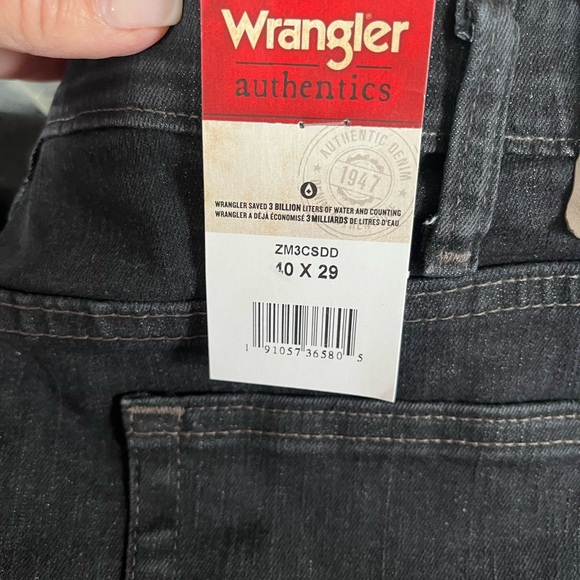 Wrangler
authentics
AUTHENTIC DENIM
1947
WRANGLER SAVED 3 BILLION LITERS OF WATER AND COUNTING
WRANGLER A DÉJÀ ÉCONOMISÉ 3 MILLIARDS DE LITRES D'EAU
ZM3CSDD
40 X 29
1 91057 36580 5